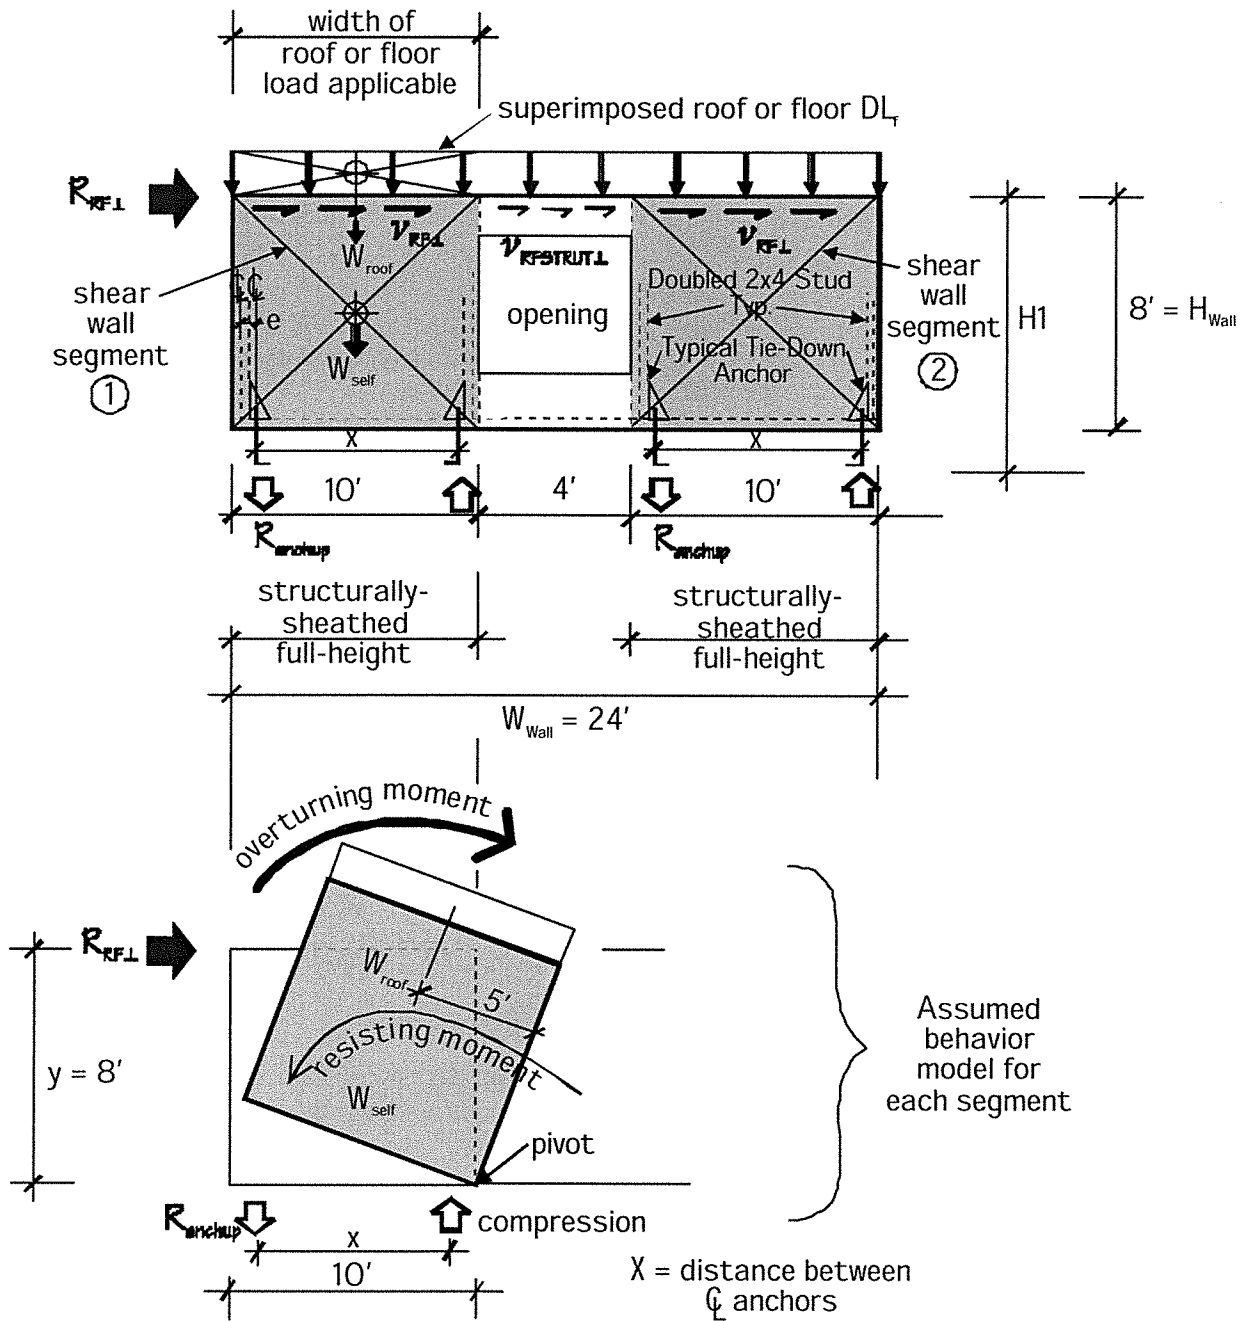 width of
roof or floor
load applicable
superimposed roof or floor DLr
RRF⊥
νRF⊥
Wroof
νRFSTRUT⊥
νRF⊥
shear
wall
segment
1
℄
e
Wself
opening
Doubled 2x4 Stud
Typ.
Typical Tie-Down
Anchor
shear
wall
segment
2
H1
8' = HWall
x
x
10'
4'
10'
Ranchup
Ranchup
structurally-
sheathed
full-height
structurally-
sheathed
full-height
WWall = 24'
overturning moment
RRF⊥
Wroof
5'
resisting moment
Wself
y = 8'
pivot
Ranchup
compression
x
10'
X = distance between
℄ anchors
Assumed
behavior
model for
each segment